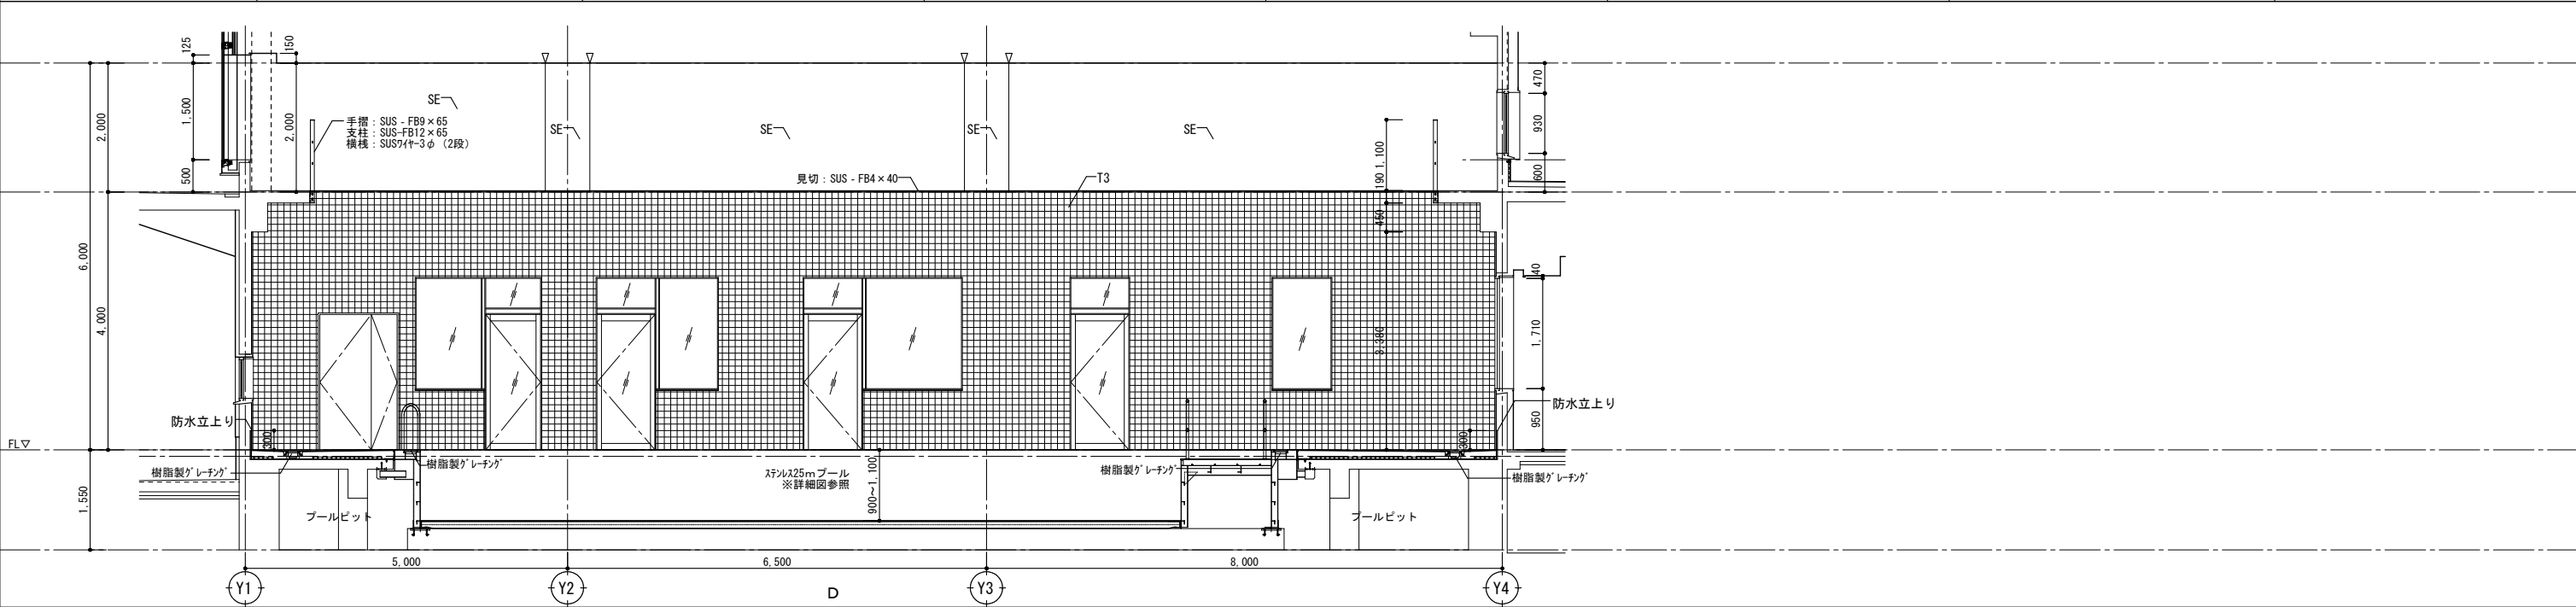 125
150
2,000
1,500
500
2,000
6,000
4,000
1,550
SE
手摺：SUS - FB9×65
支柱：SUS-FB12×65
横桟：SUSﾜｲﾔｰ3φ（2段）
SE
SE
SE
SE
見切：SUS - FB4×40
T3
1,100
190
450
3,380
470
930
600
40
1,710
950
防水立上り
防水立上り
FL▽
300
300
樹脂製ｸﾞﾚｰﾁﾝｸﾞ
樹脂製ｸﾞﾚｰﾁﾝｸﾞ
ｽﾃﾝﾚｽ25mプール
※詳細図参照
900~1,100
樹脂製ｸﾞﾚｰﾁﾝｸﾞ
樹脂製ｸﾞﾚｰﾁﾝｸﾞ
プールピット
プールピット
5,000
6,500
8,000
Y1
Y2
D
Y3
Y4